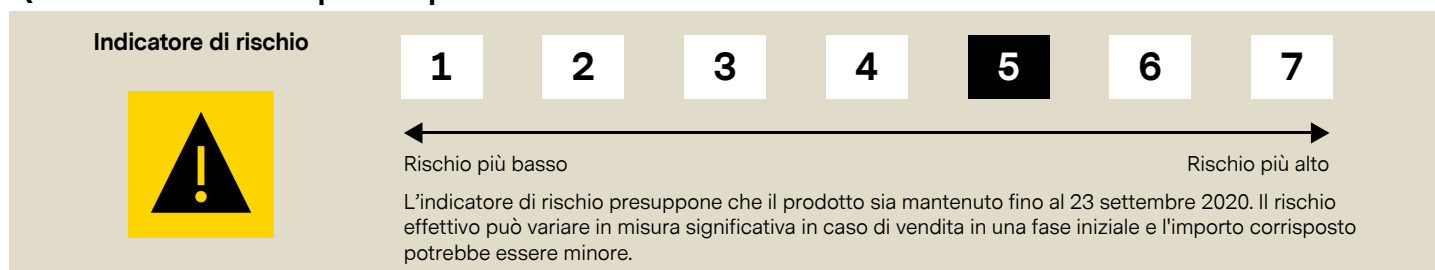 Indicatore di rischio
1 2 3 4 5 6 7
Rischio più basso Rischio più alto
L'indicatore di rischio presuppone che il prodotto sia mantenuto fino al 23 settembre 2020. Il rischio
effettivo può variare in misura significativa in caso di vendita in una fase iniziale e l'importo corrisposto
potrebbe essere minore.